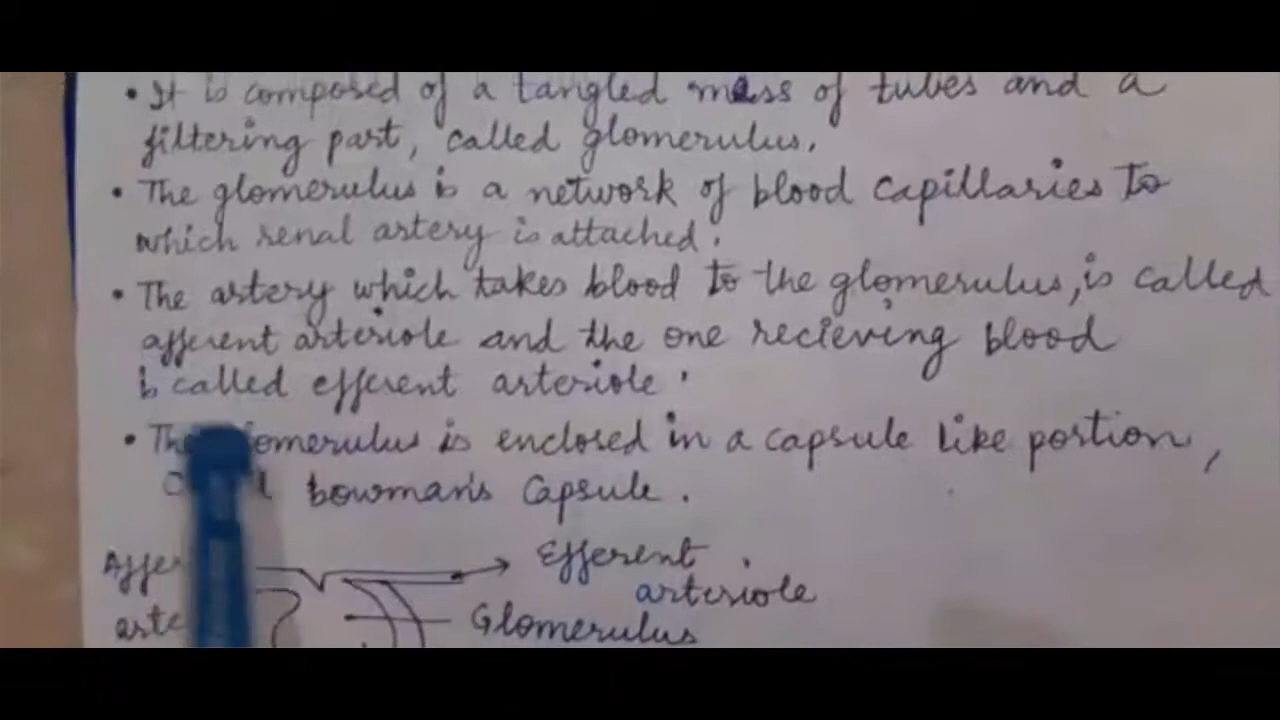 • It is composed of a tangled mass of tubes and a
filtering part, called glomerulus.
• The glomerulus is a network of blood capillaries to
which renal artery is attached.
• The artery which takes blood to the glomerulus, is called
afferent arteriole and the one recieving blood
is called efferent arteriole.
• The is enclosed in a capsule like portion,
bowman's Capsule.
Efferent
arteriole
Glomerulus